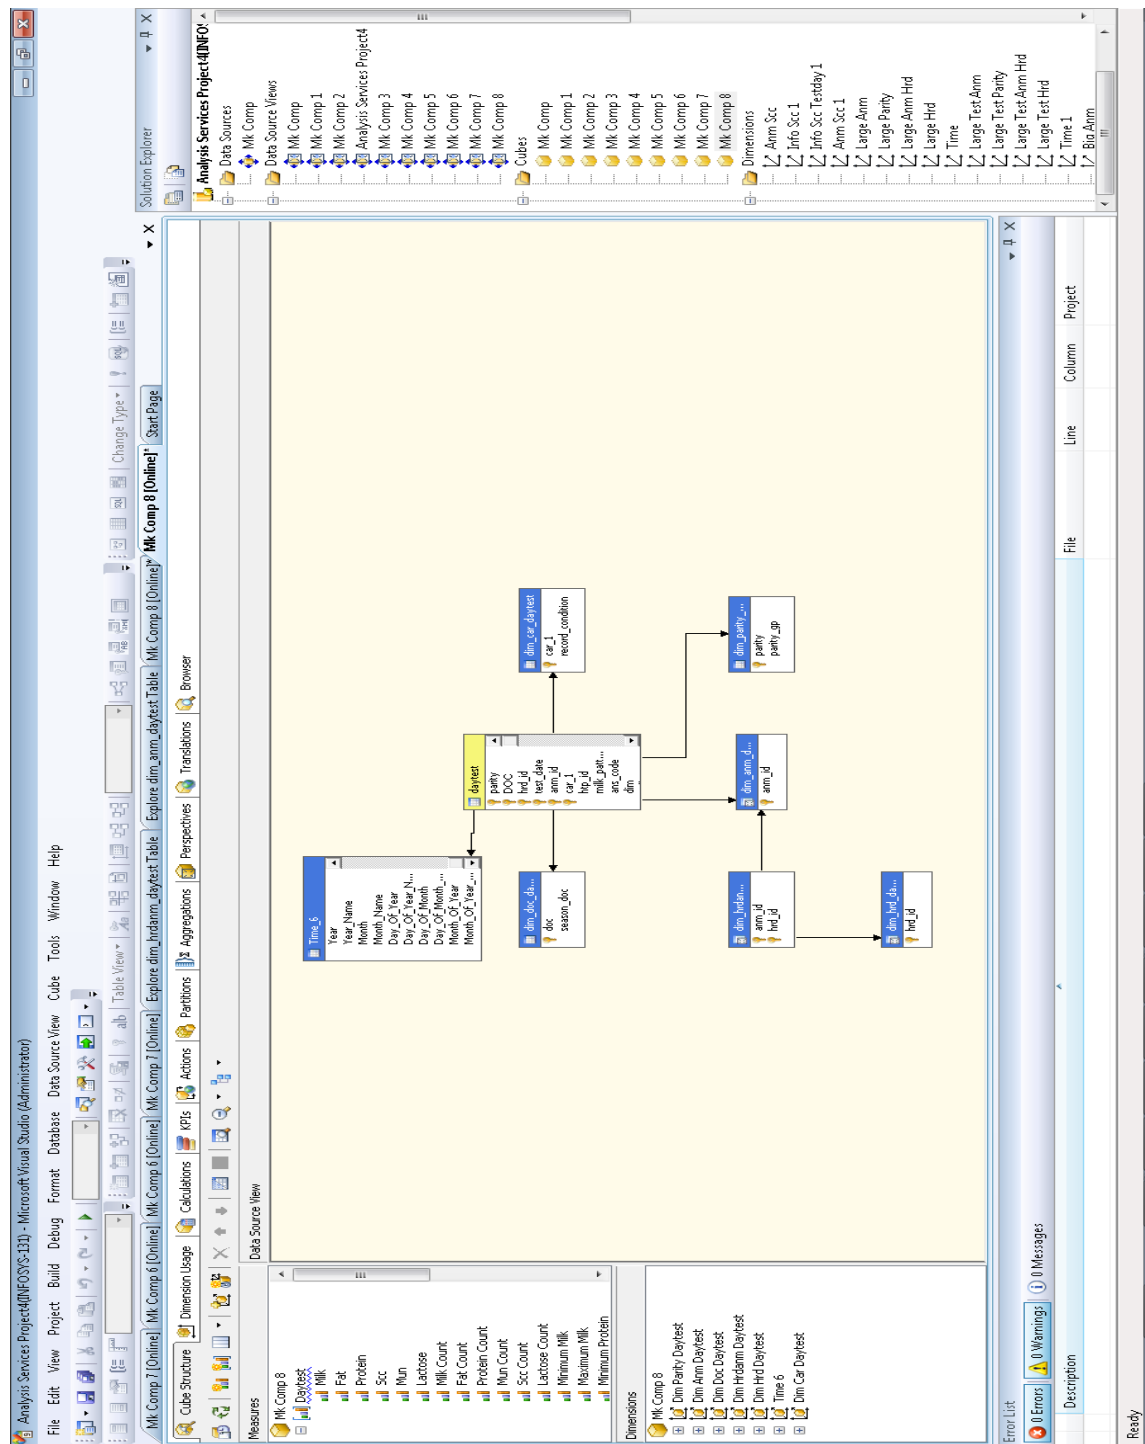 Analysis Services Project4(INFOSYS-131) - Microsoft Visual Studio (Administrator)
File Edit View Project Build Debug Format Database Data Source View Cube Tools Window Help
Table View
Change Type
Mk Comp 7 [Online] Mk Comp 6 [Online] Mk Comp 6 [Online] Mk Comp 7 [Online] Explore dim_hrdanm_daytest Table Explore dim_anm_daytest Table Mk Comp 8 [Online]* Mk Comp 8 [Online]* Start Page
Cube Structure Dimension Usage Calculations KPIs Actions Partitions Aggregations Perspectives Translations Browser
Measures
Mk Comp 8
Daytest
Milk
Fat
Protein
Scc
Mun
Lactose
Milk Count
Fat Count
Protein Count
Mun Count
Scc Count
Lactose Count
Minimum Milk
Maximum Milk
Minimum Protein
Dimensions
Mk Comp 8
Dim Parity Daytest
Dim Anm Daytest
Dim Doc Daytest
Dim Hrdanm Daytest
Dim Hrd Daytest
Time 6
Dim Car Daytest
Data Source View
Time_6
Year
Year_Name
Month
Month_Name
Day_Of_Year
Day_Of_Year_N...
Day_Of_Month
Day_Of_Month_...
Month_Of_Year
Month_Of_Year_...
daytest
parity
DOC
hrd_id
test_date
anm_id
car_1
htp_id
milk_patt...
ans_code
dim
dim_doc_da...
doc
season_doc
dim_car_daytest
car_1
record_condition
dim_hrdan...
anm_id
hrd_id
dim_anm_d...
anm_id
dim_parity_...
parity
parity_gp
dim_hrd_da...
hrd_id
Solution Explorer
Analysis Services Project4(INFO
Data Sources
Mk Comp
Data Source Views
Mk Comp
Mk Comp 1
Mk Comp 2
Analysis Services Project4
Mk Comp 3
Mk Comp 4
Mk Comp 5
Mk Comp 6
Mk Comp 7
Mk Comp 8
Cubes
Mk Comp
Mk Comp 1
Mk Comp 2
Mk Comp 3
Mk Comp 4
Mk Comp 5
Mk Comp 6
Mk Comp 7
Mk Comp 8
Dimensions
Anm Scc
Info Scc 1
Info Scc Testday 1
Anm Scc 1
Large Anm
Large Parity
Large Anm Hrd
Large Hrd
Time
Large Test Anm
Large Test Parity
Large Test Anm Hrd
Large Test Hrd
Time 1
Big Anm
Error List
0 Errors 0 Warnings 0 Messages
Description File Line Column Project
Ready